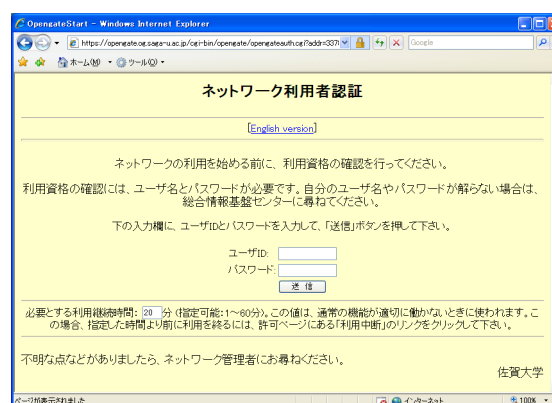 OpengateStart - Windows Internet Explorer
https://opengate.og.saga-u.ac.jp/cgi-bin/opengate/opengateauth.cgi?addr=337
Google
ホーム(M) ツール(O)
ネットワーク利用者認証
[English version]
ネットワークの利用を始める前に、利用資格の確認を行ってください。
利用資格の確認には、ユーザ名とパスワードが必要です。自分のユーザ名やパスワードが解らない場合は、
総合情報基盤センターに尋ねてください。
下の入力欄に、ユーザIDとパスワードを入力して、「送信」ボタンを押して下さい。
ユーザID:
パスワード:
送信
必要とする利用継続時間: 20 分 (指定可能:1～60分)。この値は、通常の機能が適切に働かないときに使われます。こ
の場合、指定した時間より前に利用を終るには、許可ページにある「利用中断」のリンクをクリックして下さい。
不明な点などがありましたら、ネットワーク管理者にお尋ねください。
佐賀大学
ページが表示されました
インターネット
100%